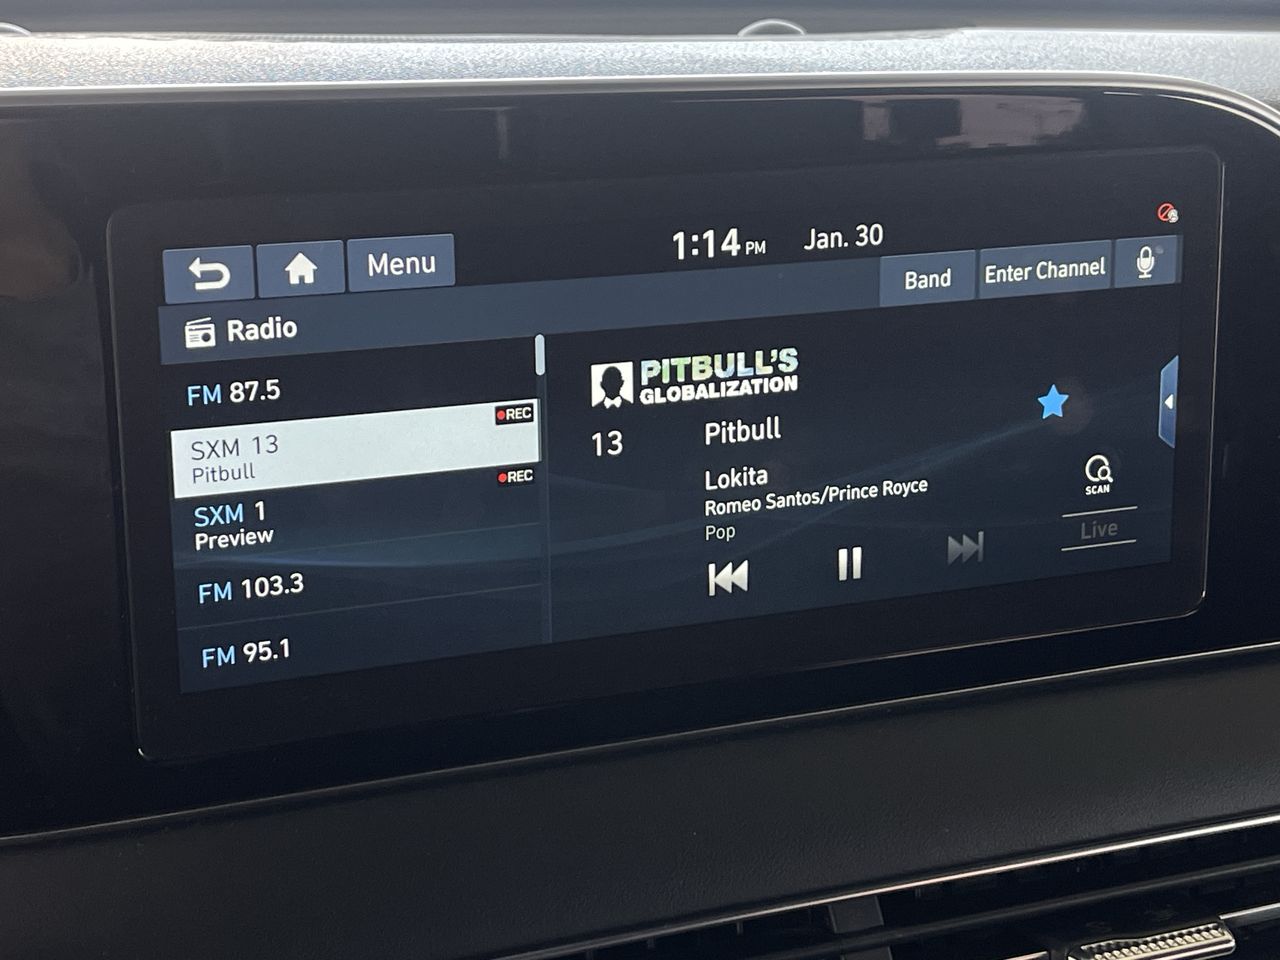 1:14 PM Jan. 30
Menu
Band
Enter Channel
Radio
FM 87.5
REC
SXM 13
Pitbull
REC
SXM 1
Preview
FM 103.3
FM 95.1
PITBULL'S
GLOBALIZATION
13
Pitbull
Lokita
Romeo Santos/Prince Royce
Pop
SCAN
Live